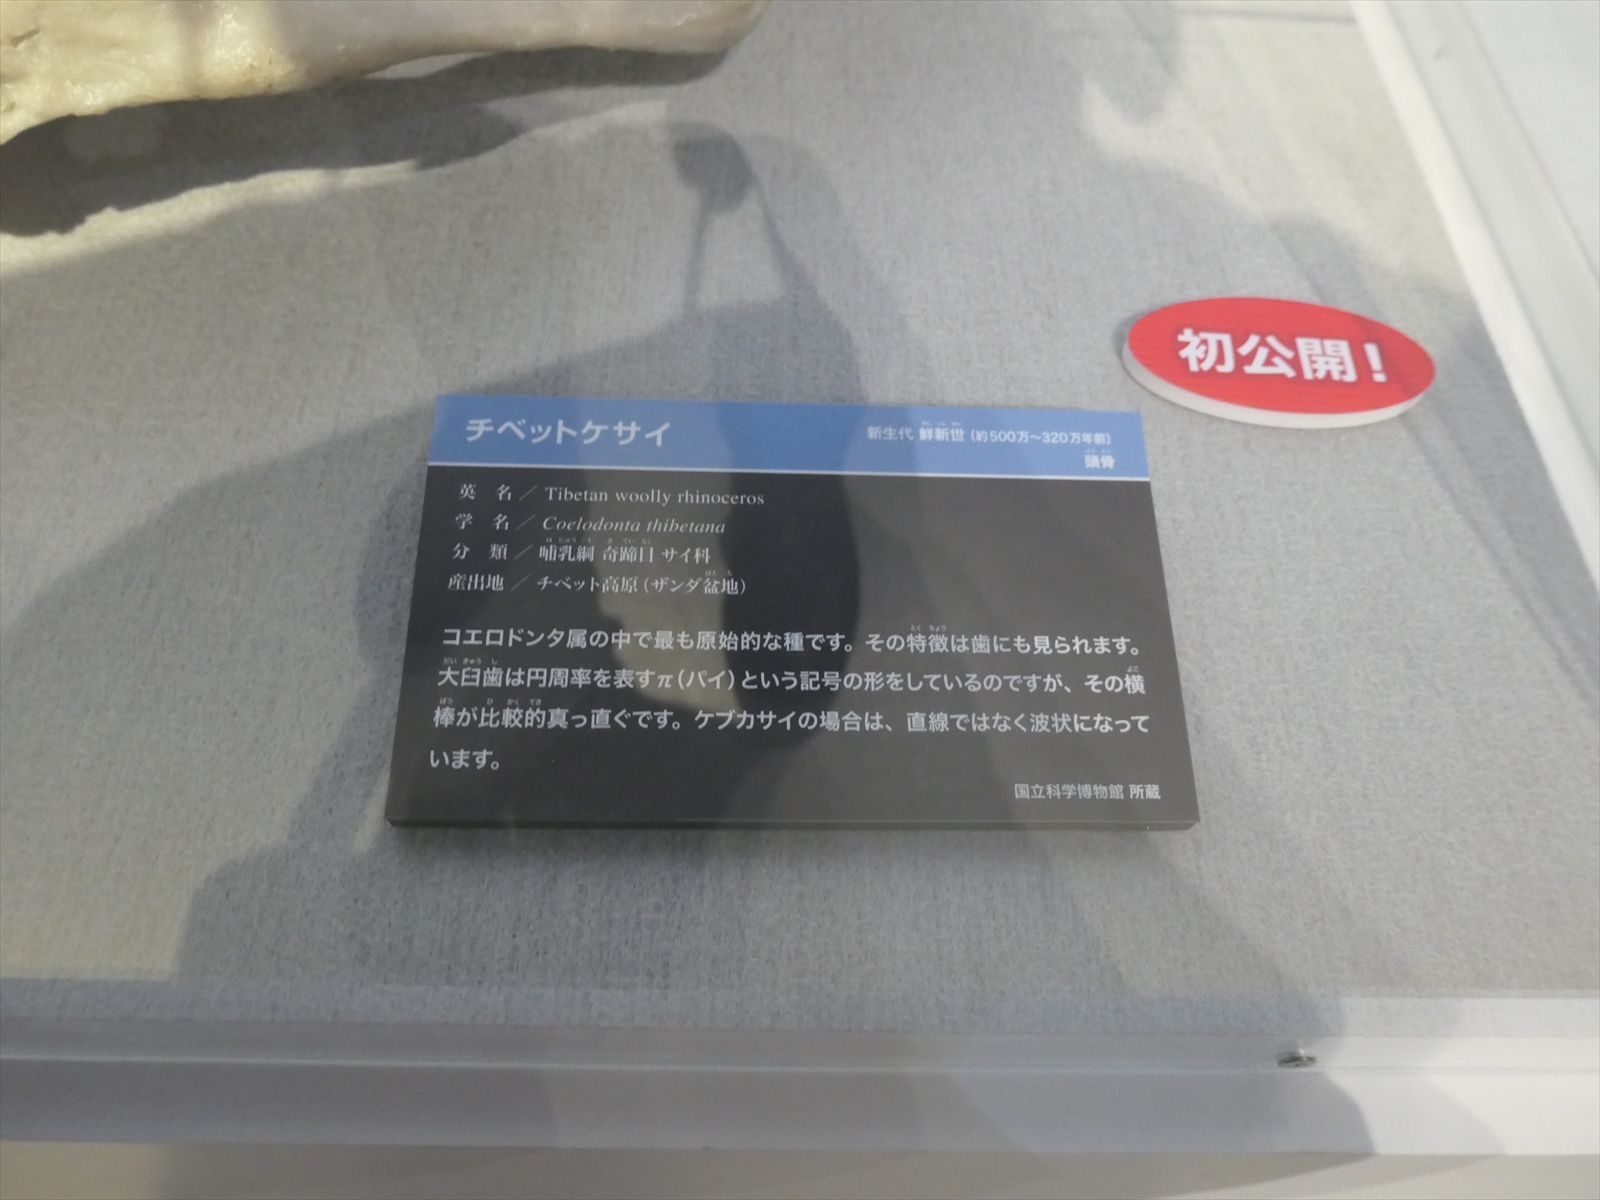 初公開！
チベットケサイ
新生代 鮮新世（約500万〜320万年前）
頭骨
英 名／Tibetan woolly rhinoceros
学 名／Coelodonta thibetana
分 類／哺乳綱 奇蹄目 サイ科
産出地／チベット高原（ザンダ盆地）
コエロドンタ属の中で最も原始的な種です。その特徴は歯にも見られます。
大臼歯は円周率を表すπ（パイ）という記号の形をしているのですが、その横
棒が比較的真っ直ぐです。ケブカサイの場合は、直線ではなく波状になって
います。
国立科学博物館 所蔵